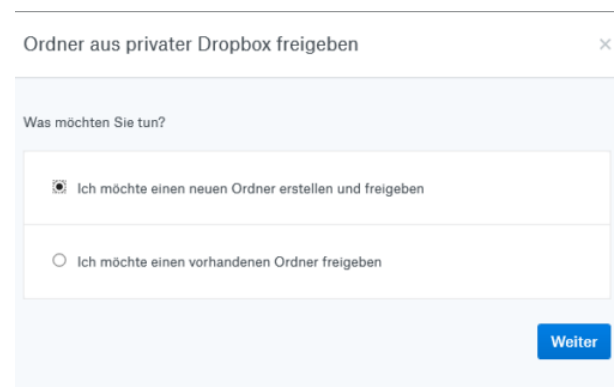 Ordner aus privater Dropbox freigeben
Was möchten Sie tun?
Ich möchte einen neuen Ordner erstellen und freigeben
Ich möchte einen vorhandenen Ordner freigeben
Weiter